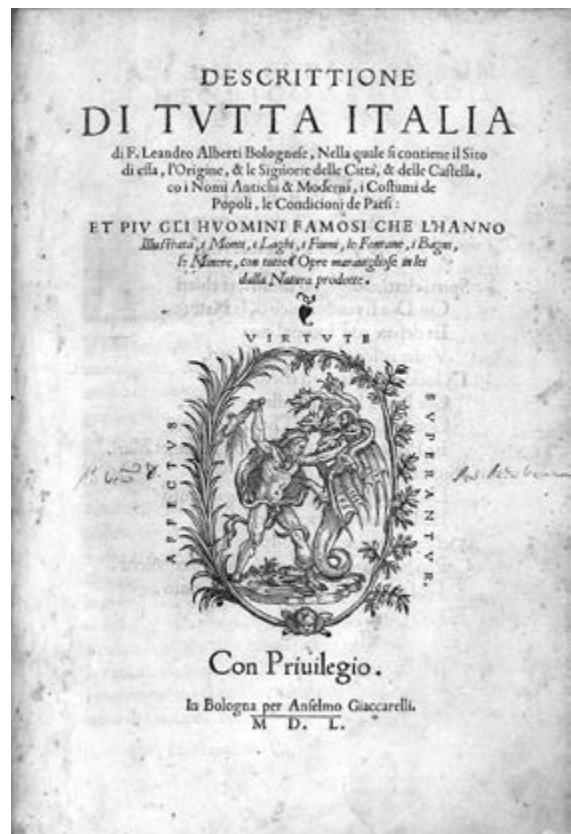 DESCRITTIONE
DI TVTTA ITALIA
di F. Leandro Alberti Bolognese, Nella quale si contiene il Sito
di essa, l'Origine, & le Signorie delle Città, & delle Castella,
co i Nomi Antichi & Moderni, i Costumi de
Popoli, le Condicioni de Paesi:
ET PIV GLI HVOMINI FAMOSI CHE L'HANNO
Illustrata, i Monti, i Laghi, i Fiumi, le Fontane, i Bagni,
le Minere, con tutte l'Opre marauigliose in lei
dalla Natura prodotte.
VIRTVTE
AFFECTVS
SVPERANTVR.
Con Priuilegio.
In Bologna per Anselmo Giaccarelli.
M D. L.